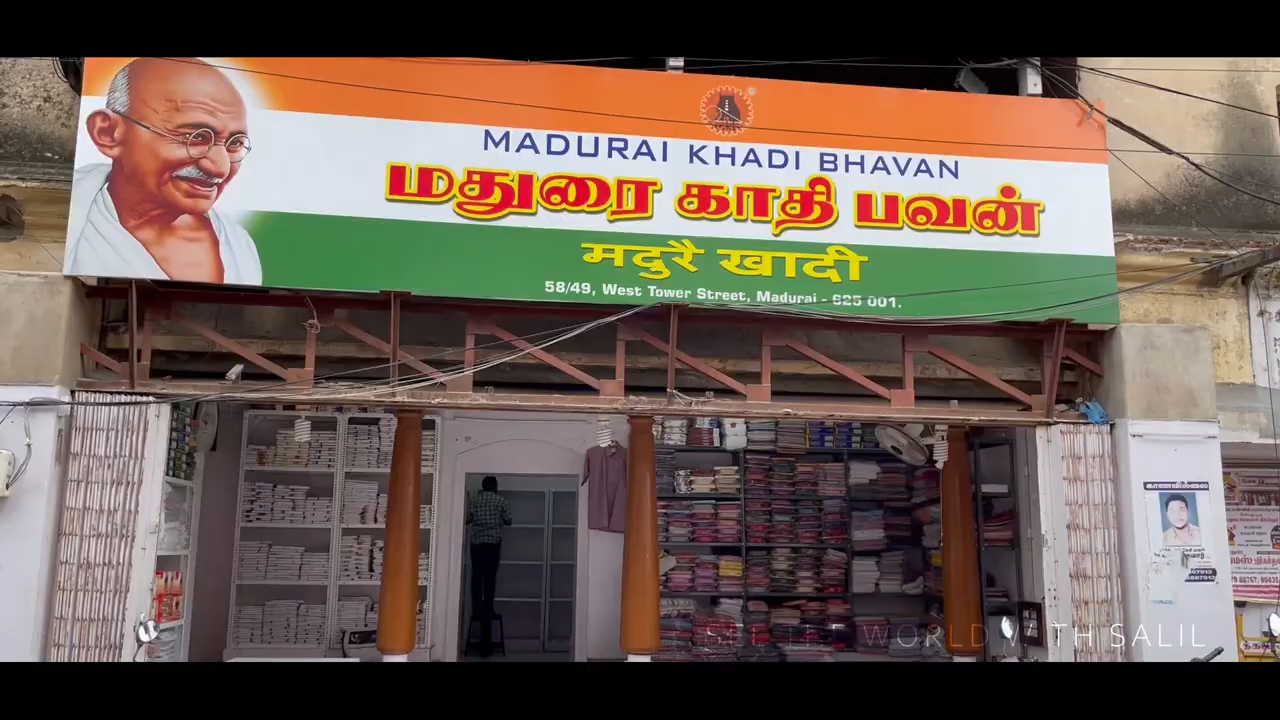 MADURAI KHADI BHAVAN
மதுரை காதி பவன்
मदुरै खादी
58/49, West Tower Street, Madurai - 625 001.
காணவில்லை
SEE THE WORLD WITH SALIL